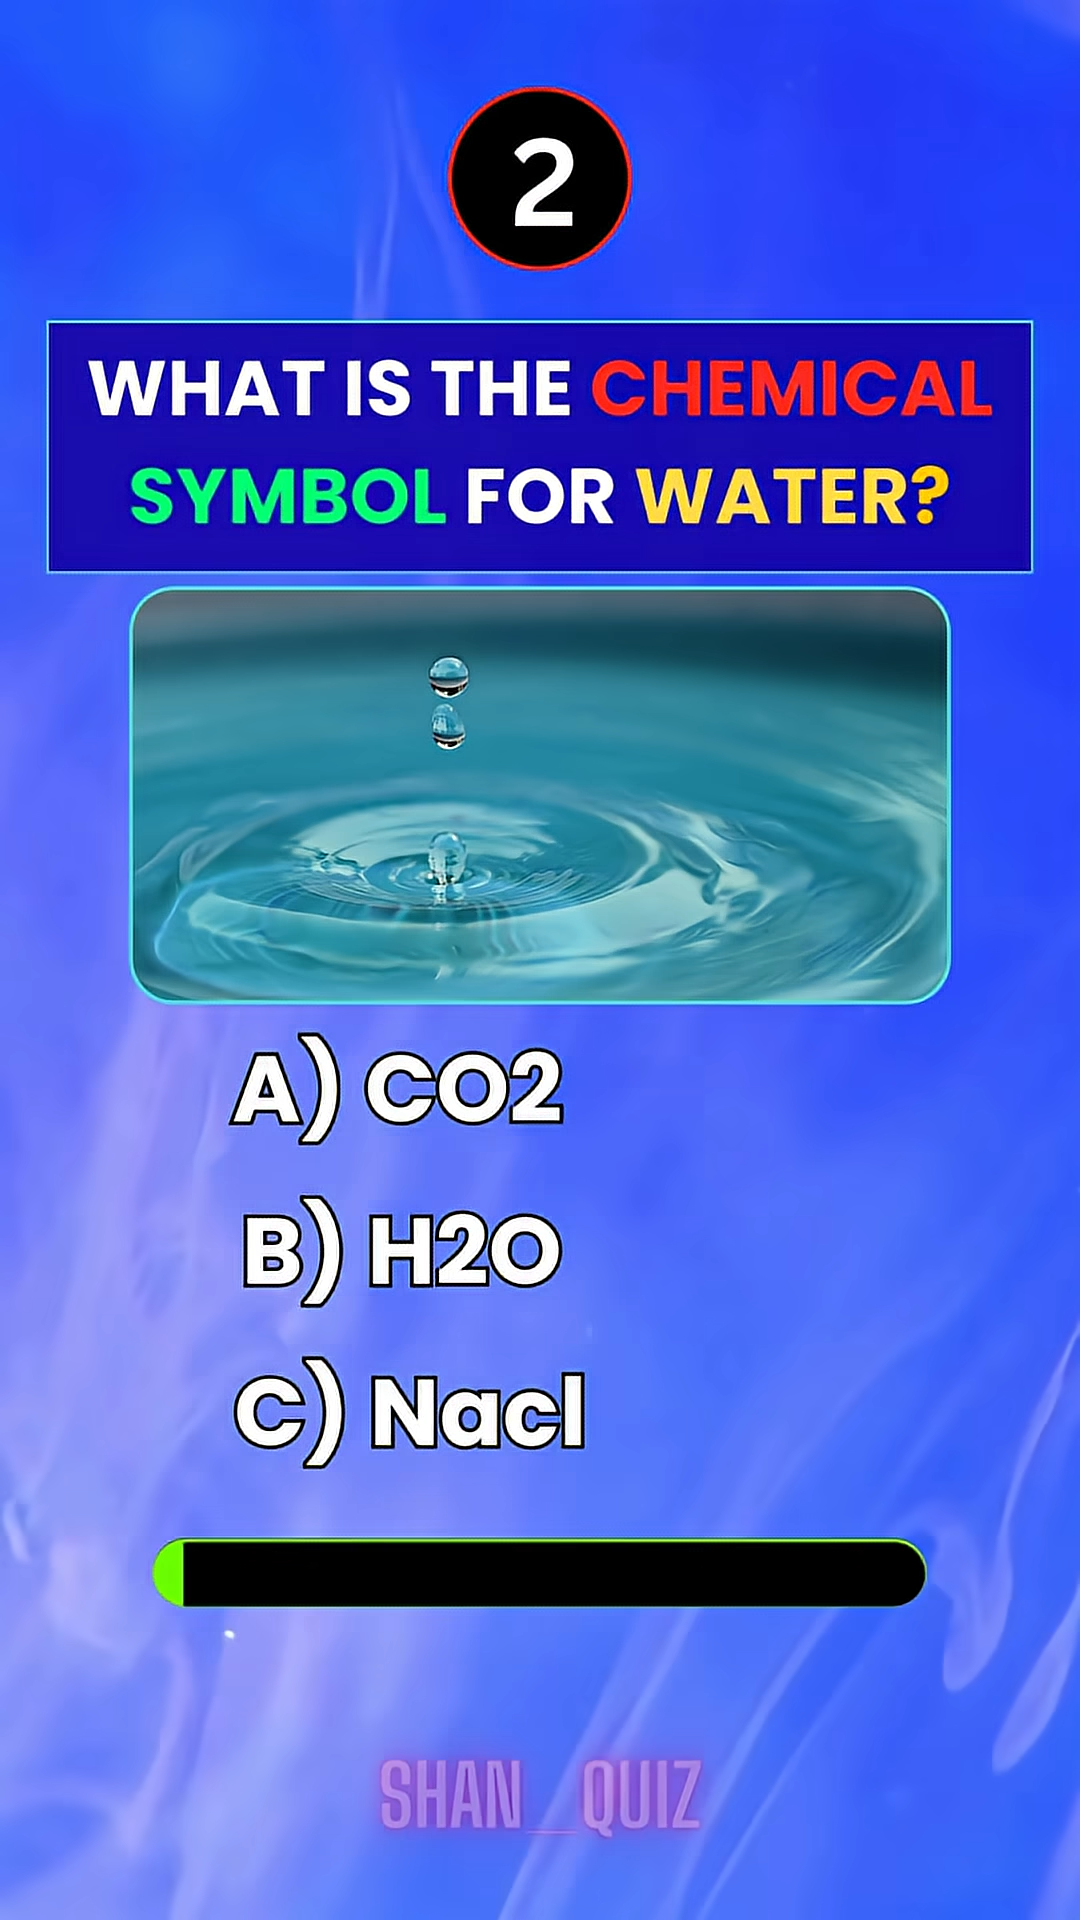 2
WHAT IS THE CHEMICAL
SYMBOL FOR WATER?
A) CO2
B) H2O
C) Nacl
SHAN_QUIZ